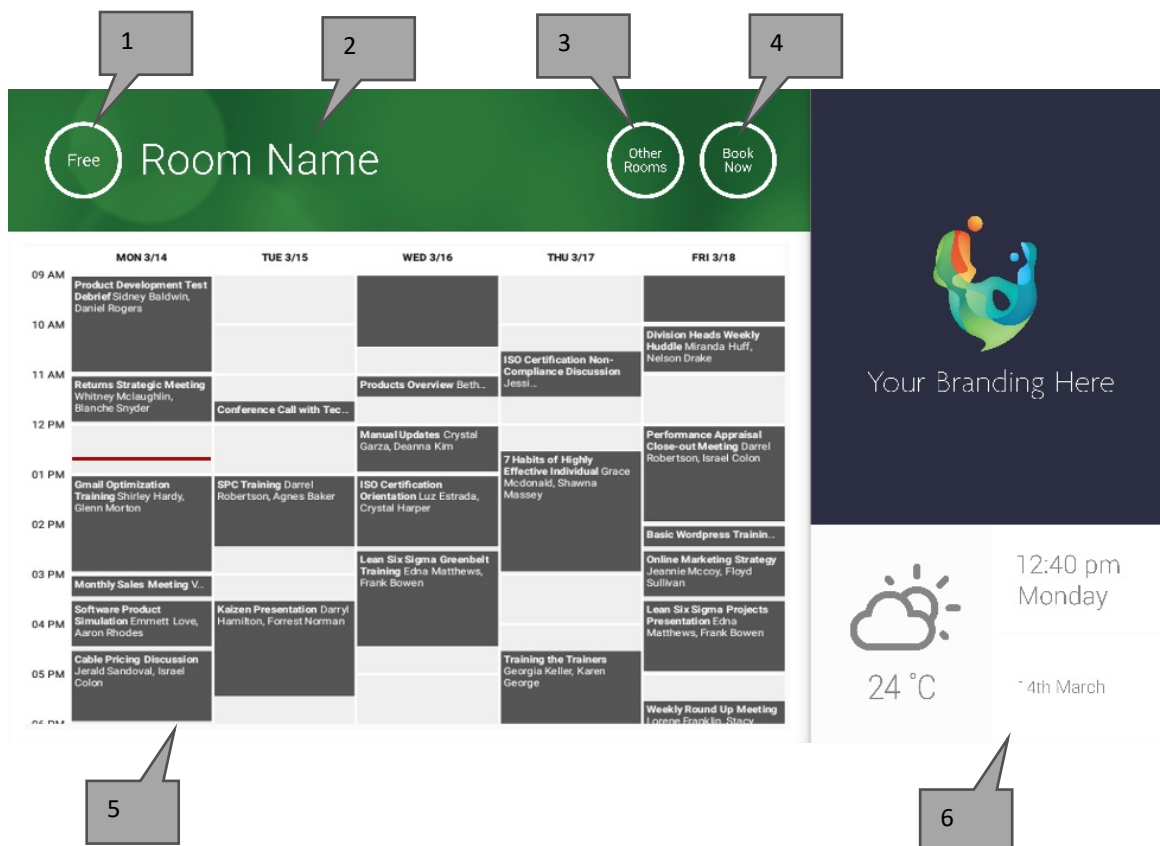 1
2
3
4
Free
Room Name
Other
Rooms
Book
Now
MON 3/14
TUE 3/15
WED 3/16
THU 3/17
FRI 3/18
09 AM
10 AM
11 AM
12 PM
01 PM
02 PM
03 PM
04 PM
05 PM
06 PM
Product Development Test
Debrief Sidney Baldwin,
Daniel Rogers
Returns Strategic Meeting
Whitney Mclaughlin,
Blanche Snyder
Gmail Optimization
Training Shirley Hardy,
Glenn Morton
Monthly Sales Meeting V...
Software Product
Simulation Emmett Love,
Aaron Rhodes
Cable Pricing Discussion
Jerald Sandoval, Israel
Colon
Conference Call with Tec...
SPC Training Darrel
Robertson, Agnes Baker
Kaizen Presentation Darryl
Hamilton, Forrest Norman
Products Overview Beth...
Manual Updates Crystal
Garza, Deanna Kim
ISO Certification
Orientation Luz Estrada,
Crystal Harper
Lean Six Sigma Greenbelt
Training Edna Matthews,
Frank Bowen
ISO Certification Non-
Compliance Discussion
Jessi...
7 Habits of Highly
Effective Individual Grace
Mcdonald, Shawna
Massey
Training the Trainers
Georgia Keller, Karen
George
Division Heads Weekly
Huddle Miranda Huff,
Nelson Drake
Performance Appraisal
Close-out Meeting Darrel
Robertson, Israel Colon
Basic Wordpress Trainin...
Online Marketing Strategy
Jeannie Mccoy, Floyd
Sullivan
Lean Six Sigma Projects
Presentation Edna
Matthews, Frank Bowen
Weekly Round Up Meeting
Lorene Franklin, Stacy
Your Branding Here
24 °C
12:40 pm
Monday
14th March
5
6